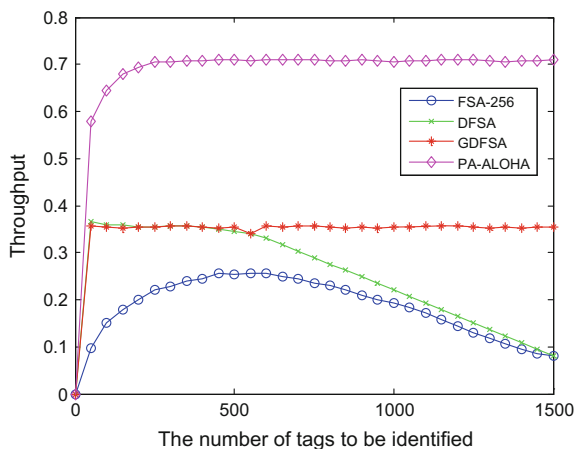 0.8
0.7
0.6
0.5
0.4
0.3
0.2
0.1
0
Throughput
FSA-256
DFSA
GDFSA
PA-ALOHA
0
500
1000
1500
The number of tags to be identified